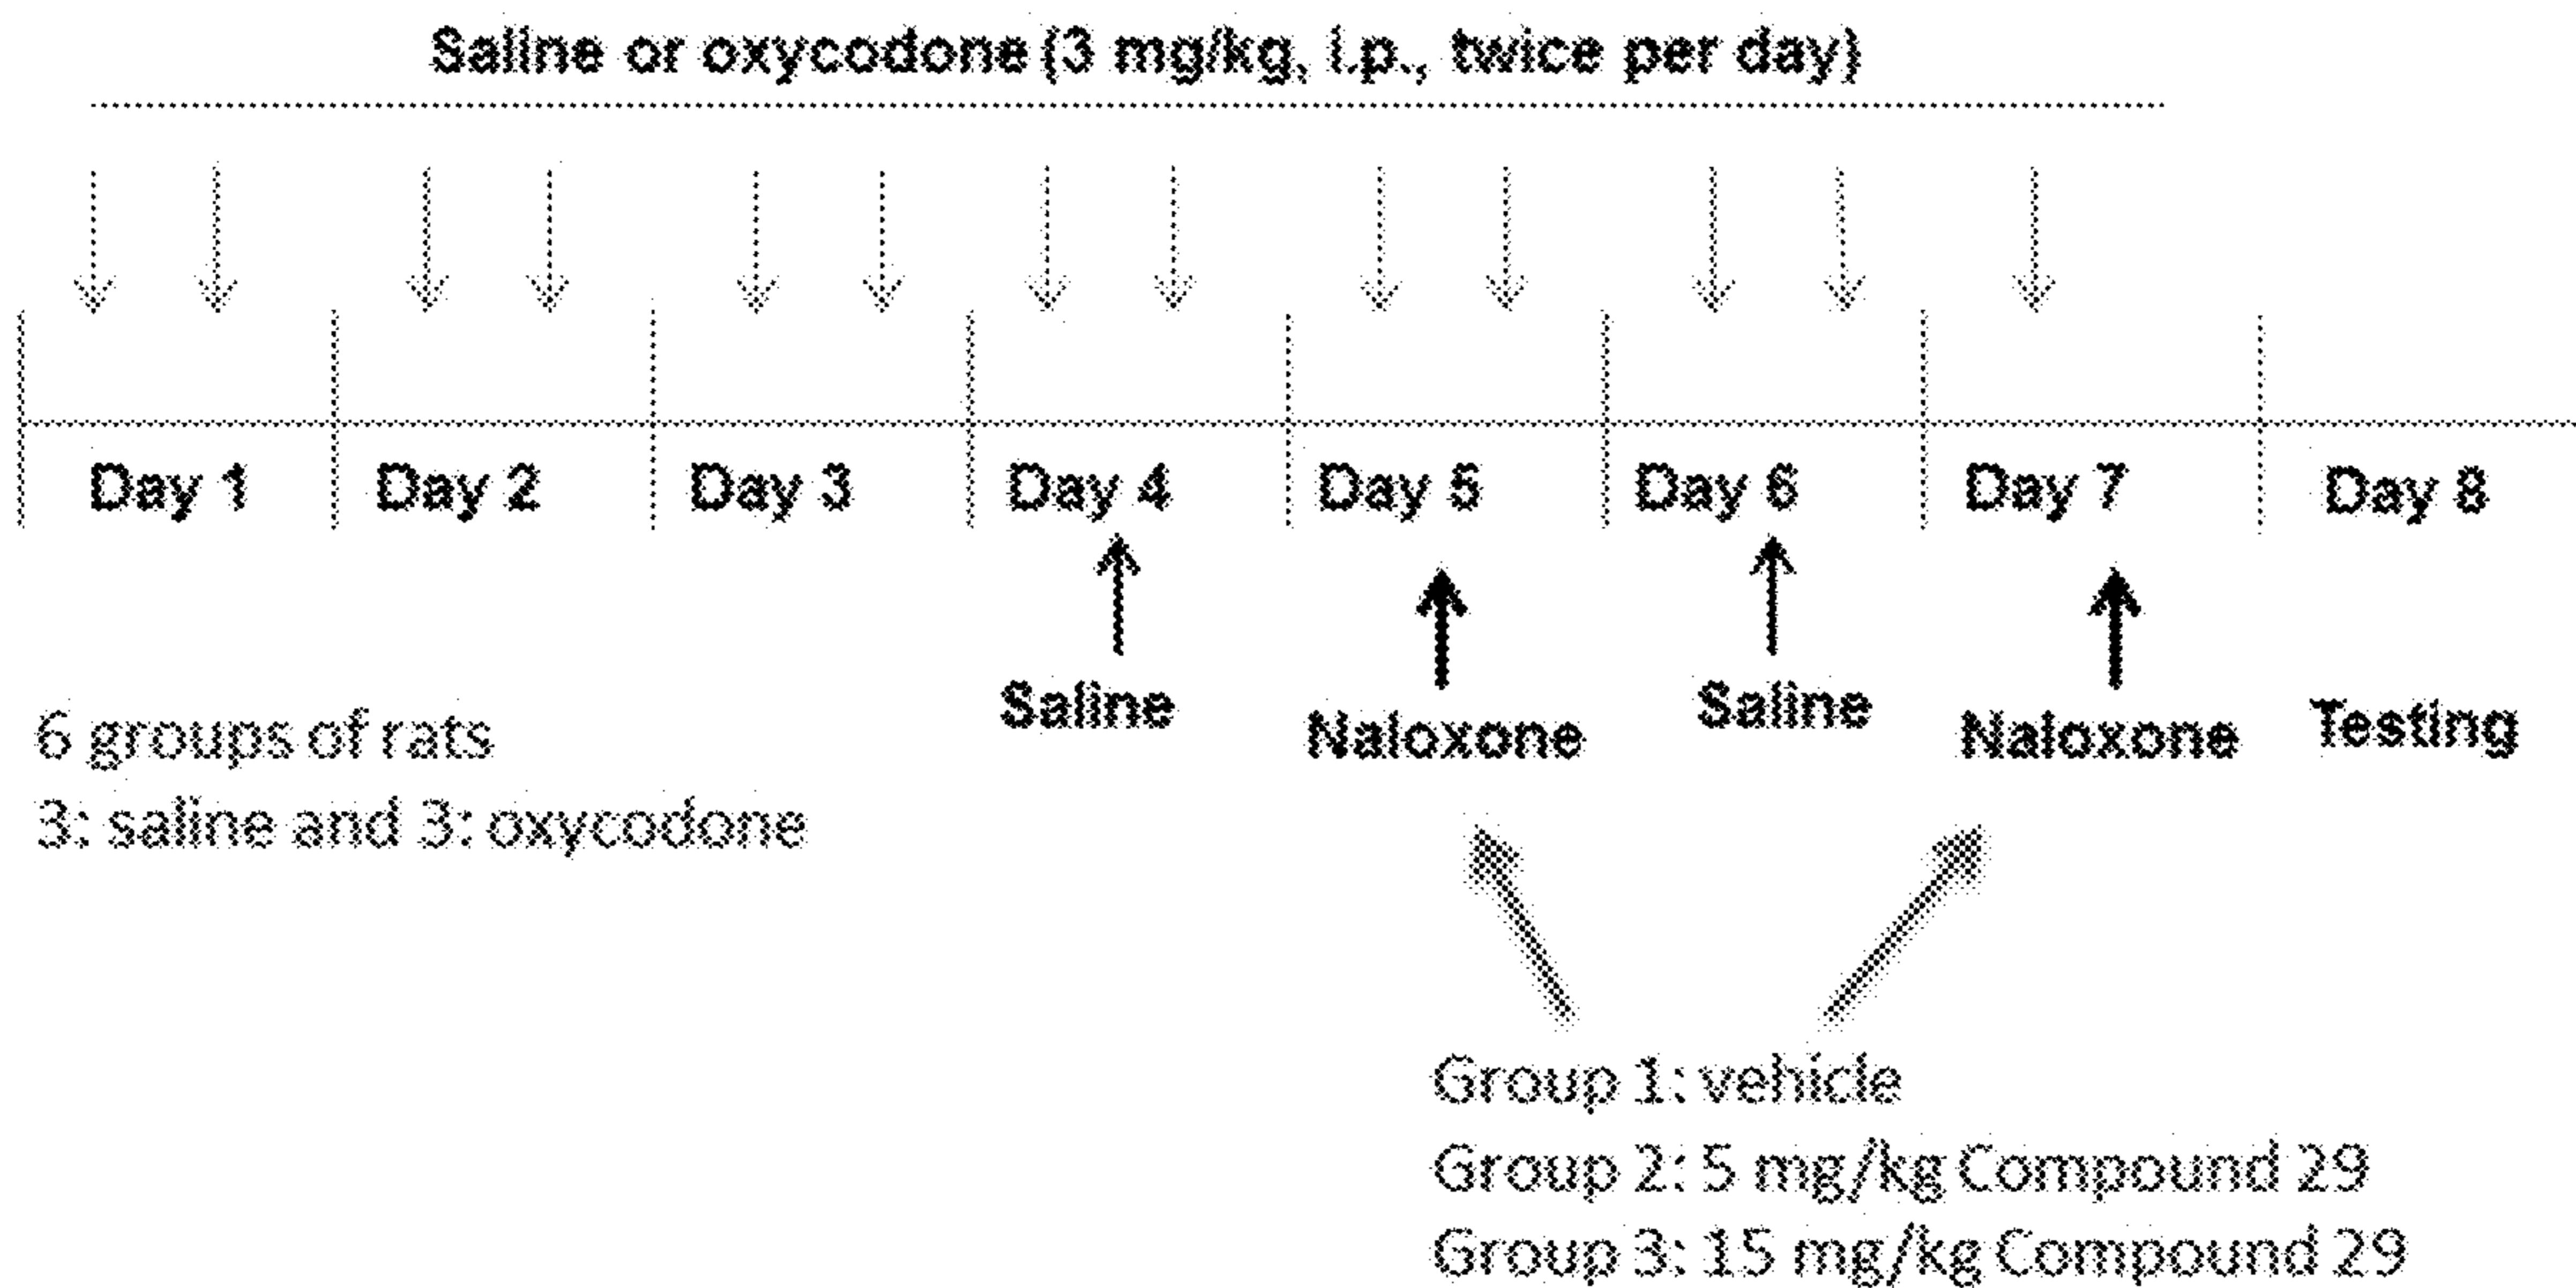 Saline or oxycodone (3 mg/kg, i.p., twice per day)
Day 1 Day 2 Day 3 Day 4 Day 5 Day 6 Day 7 Day 8
Saline Naloxone Saline Naloxone Testing
6 groups of rats
3: saline and 3: oxycodone
Group 1: vehicle
Group 2: 5 mg/kg Compound 29
Group 3: 15 mg/kg Compound 29